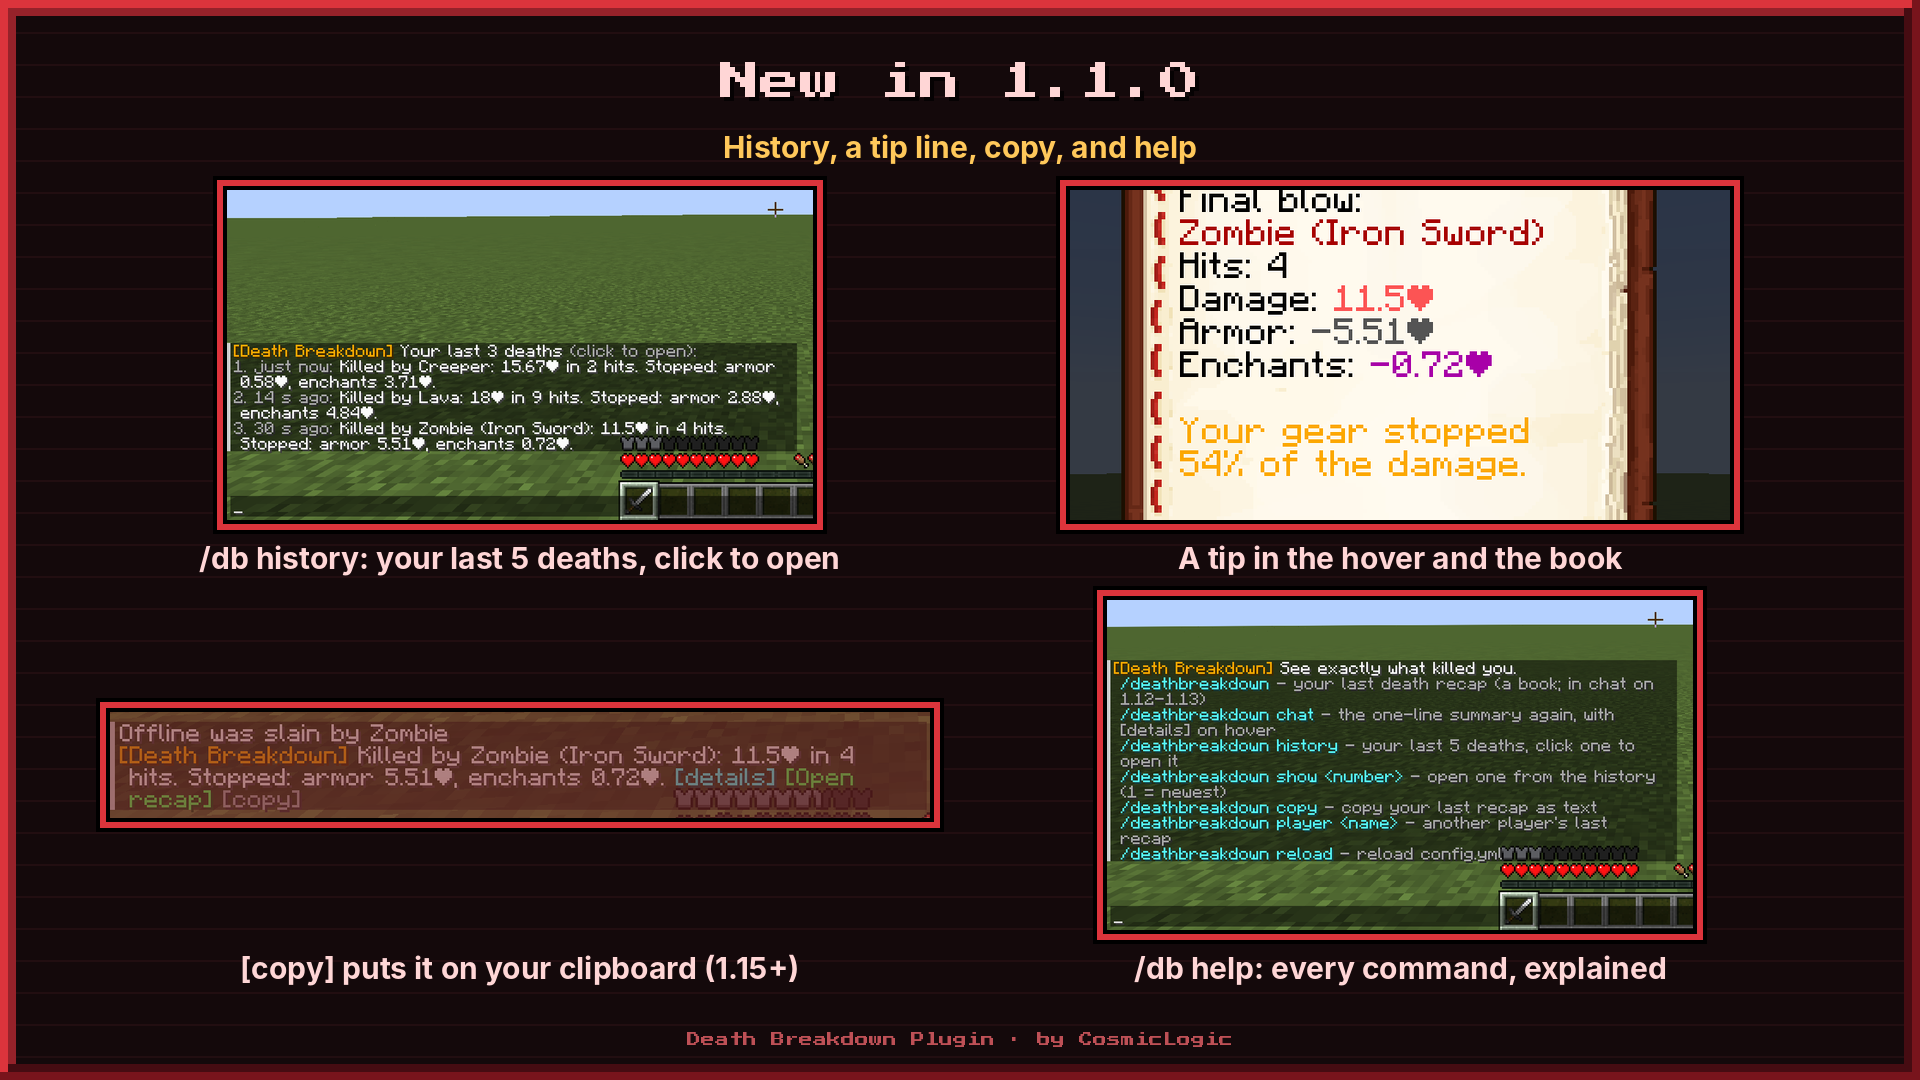 New in 1.1.0
History, a tip line, copy, and help
[Death Breakdown] Your last 3 deaths (click to open):
1. just now: Killed by Creeper: 15.67♥ in 2 hits. Stopped: armor
0.58♥, enchants 3.71♥.
2. 14 s ago: Killed by Lava: 18♥ in 9 hits. Stopped: armor 2.88♥,
enchants 4.84♥.
3. 30 s ago: Killed by Zombie (Iron Sword): 11.5♥ in 4 hits.
Stopped: armor 5.51♥, enchants 0.72♥.
/db history: your last 5 deaths, click to open
Final blow:
Zombie (Iron Sword)
Hits: 4
Damage: 11.5♥
Armor: -5.51♥
Enchants: -0.72♥
Your gear stopped
54% of the damage.
A tip in the hover and the book
Offline was slain by Zombie
[Death Breakdown] Killed by Zombie (Iron Sword): 11.5♥ in 4
hits. Stopped: armor 5.51♥, enchants 0.72♥. [details] [Open
recap] [copy]
[copy] puts it on your clipboard (1.15+)
[Death Breakdown] See exactly what killed you.
/deathbreakdown - your last death recap (a book; in chat on
1.12-1.13)
/deathbreakdown chat - the one-line summary again, with
[details] on hover
/deathbreakdown history - your last 5 deaths, click one to
open it
/deathbreakdown show <number> - open one from the history
(1 = newest)
/deathbreakdown copy - copy your last recap as text
/deathbreakdown player <name> - another player's last
recap
/deathbreakdown reload - reload config.yml
/db help: every command, explained
Death Breakdown Plugin · by CosmicLogic